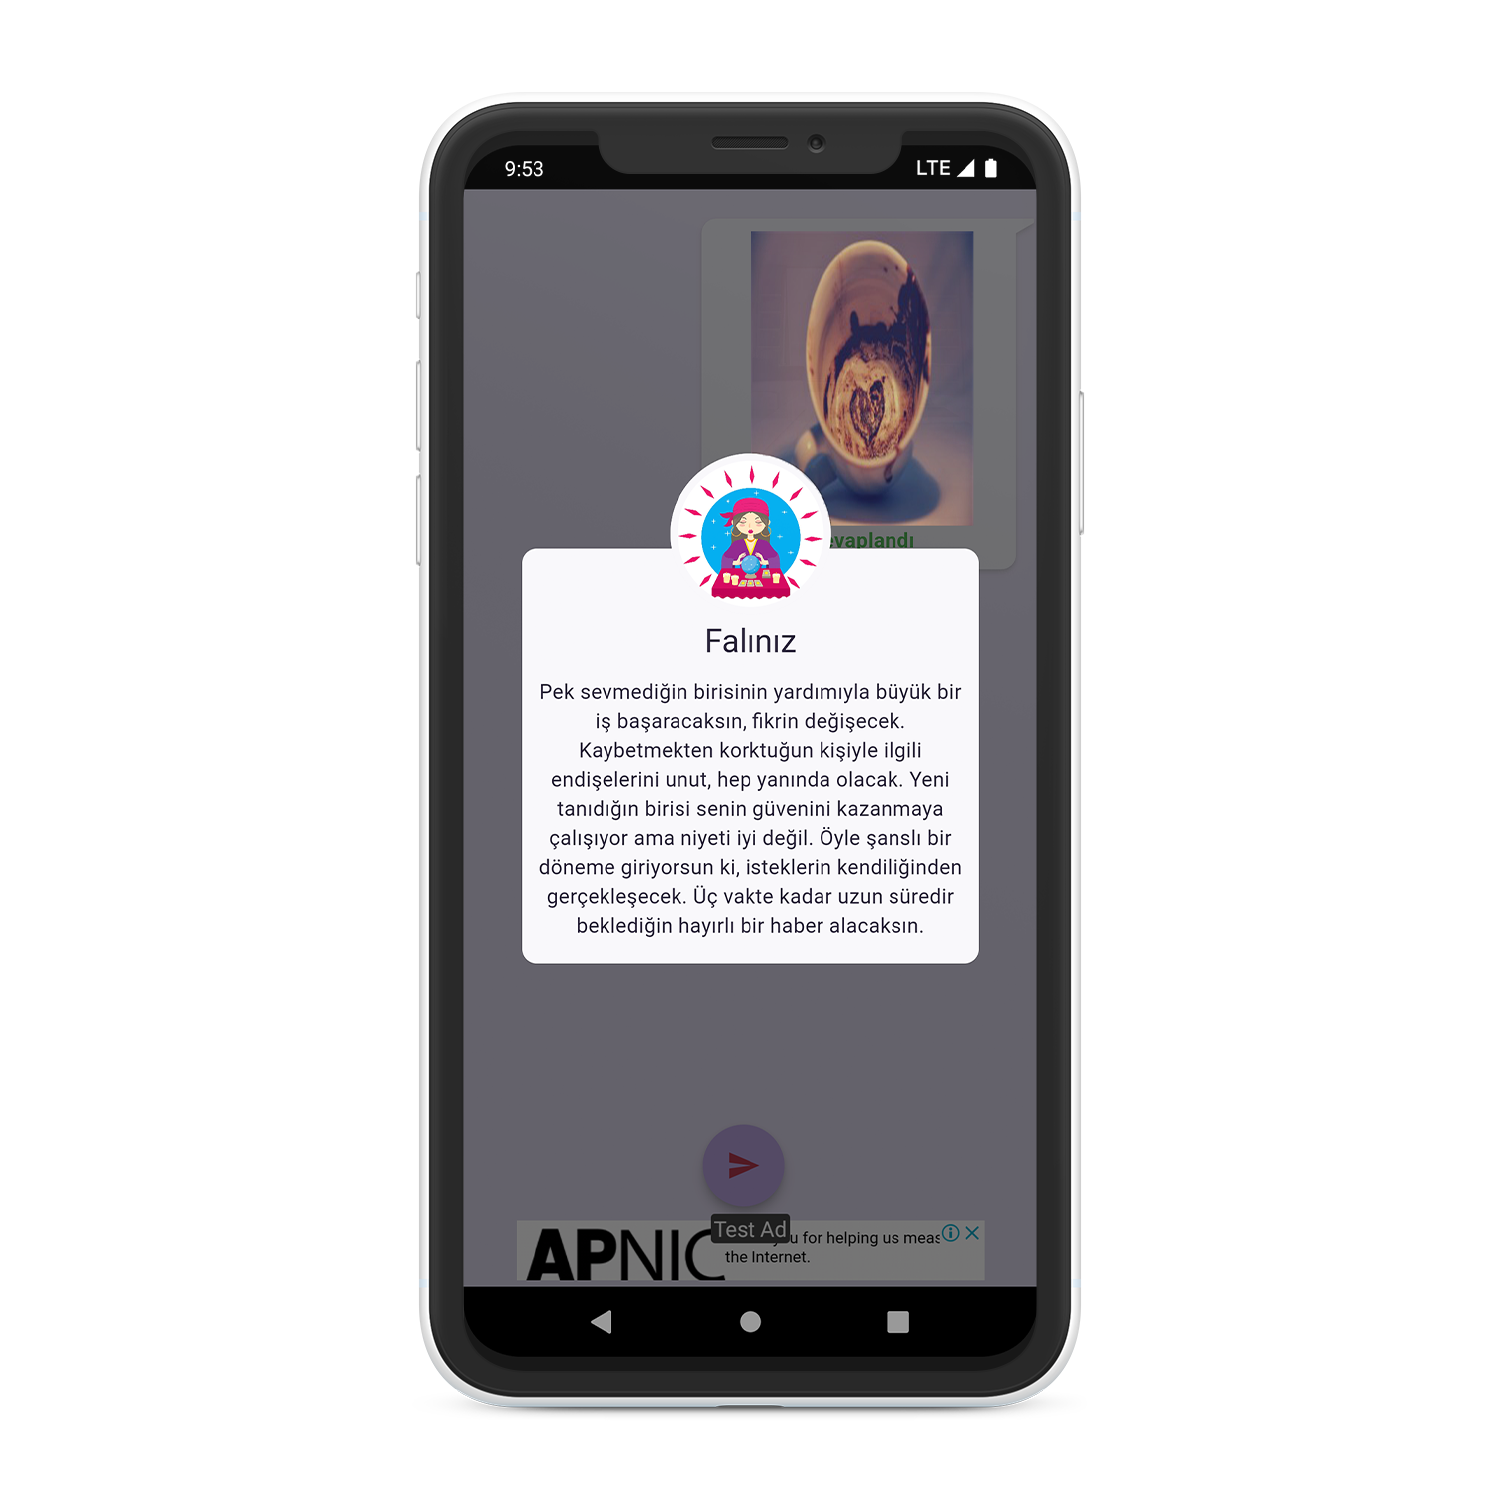 9:53
LTE
evaplandı
Falınız
Pek sevmediğin birisinin yardımıyla büyük bir
iş başaracaksın, fikrin değişecek.
Kaybetmekten korktuğun kişiyle ilgili
endişelerini unut, hep yanında olacak. Yeni
tanıdığın birisi senin güvenini kazanmaya
çalışıyor ama niyeti iyi değil. Öyle şanslı bir
döneme giriyorsun ki, isteklerin kendiliğinden
gerçekleşecek. Üç vakte kadar uzun süredir
beklediğin hayırlı bir haber alacaksın.
Test Ad
APNIC
for helping us meas
the Internet.